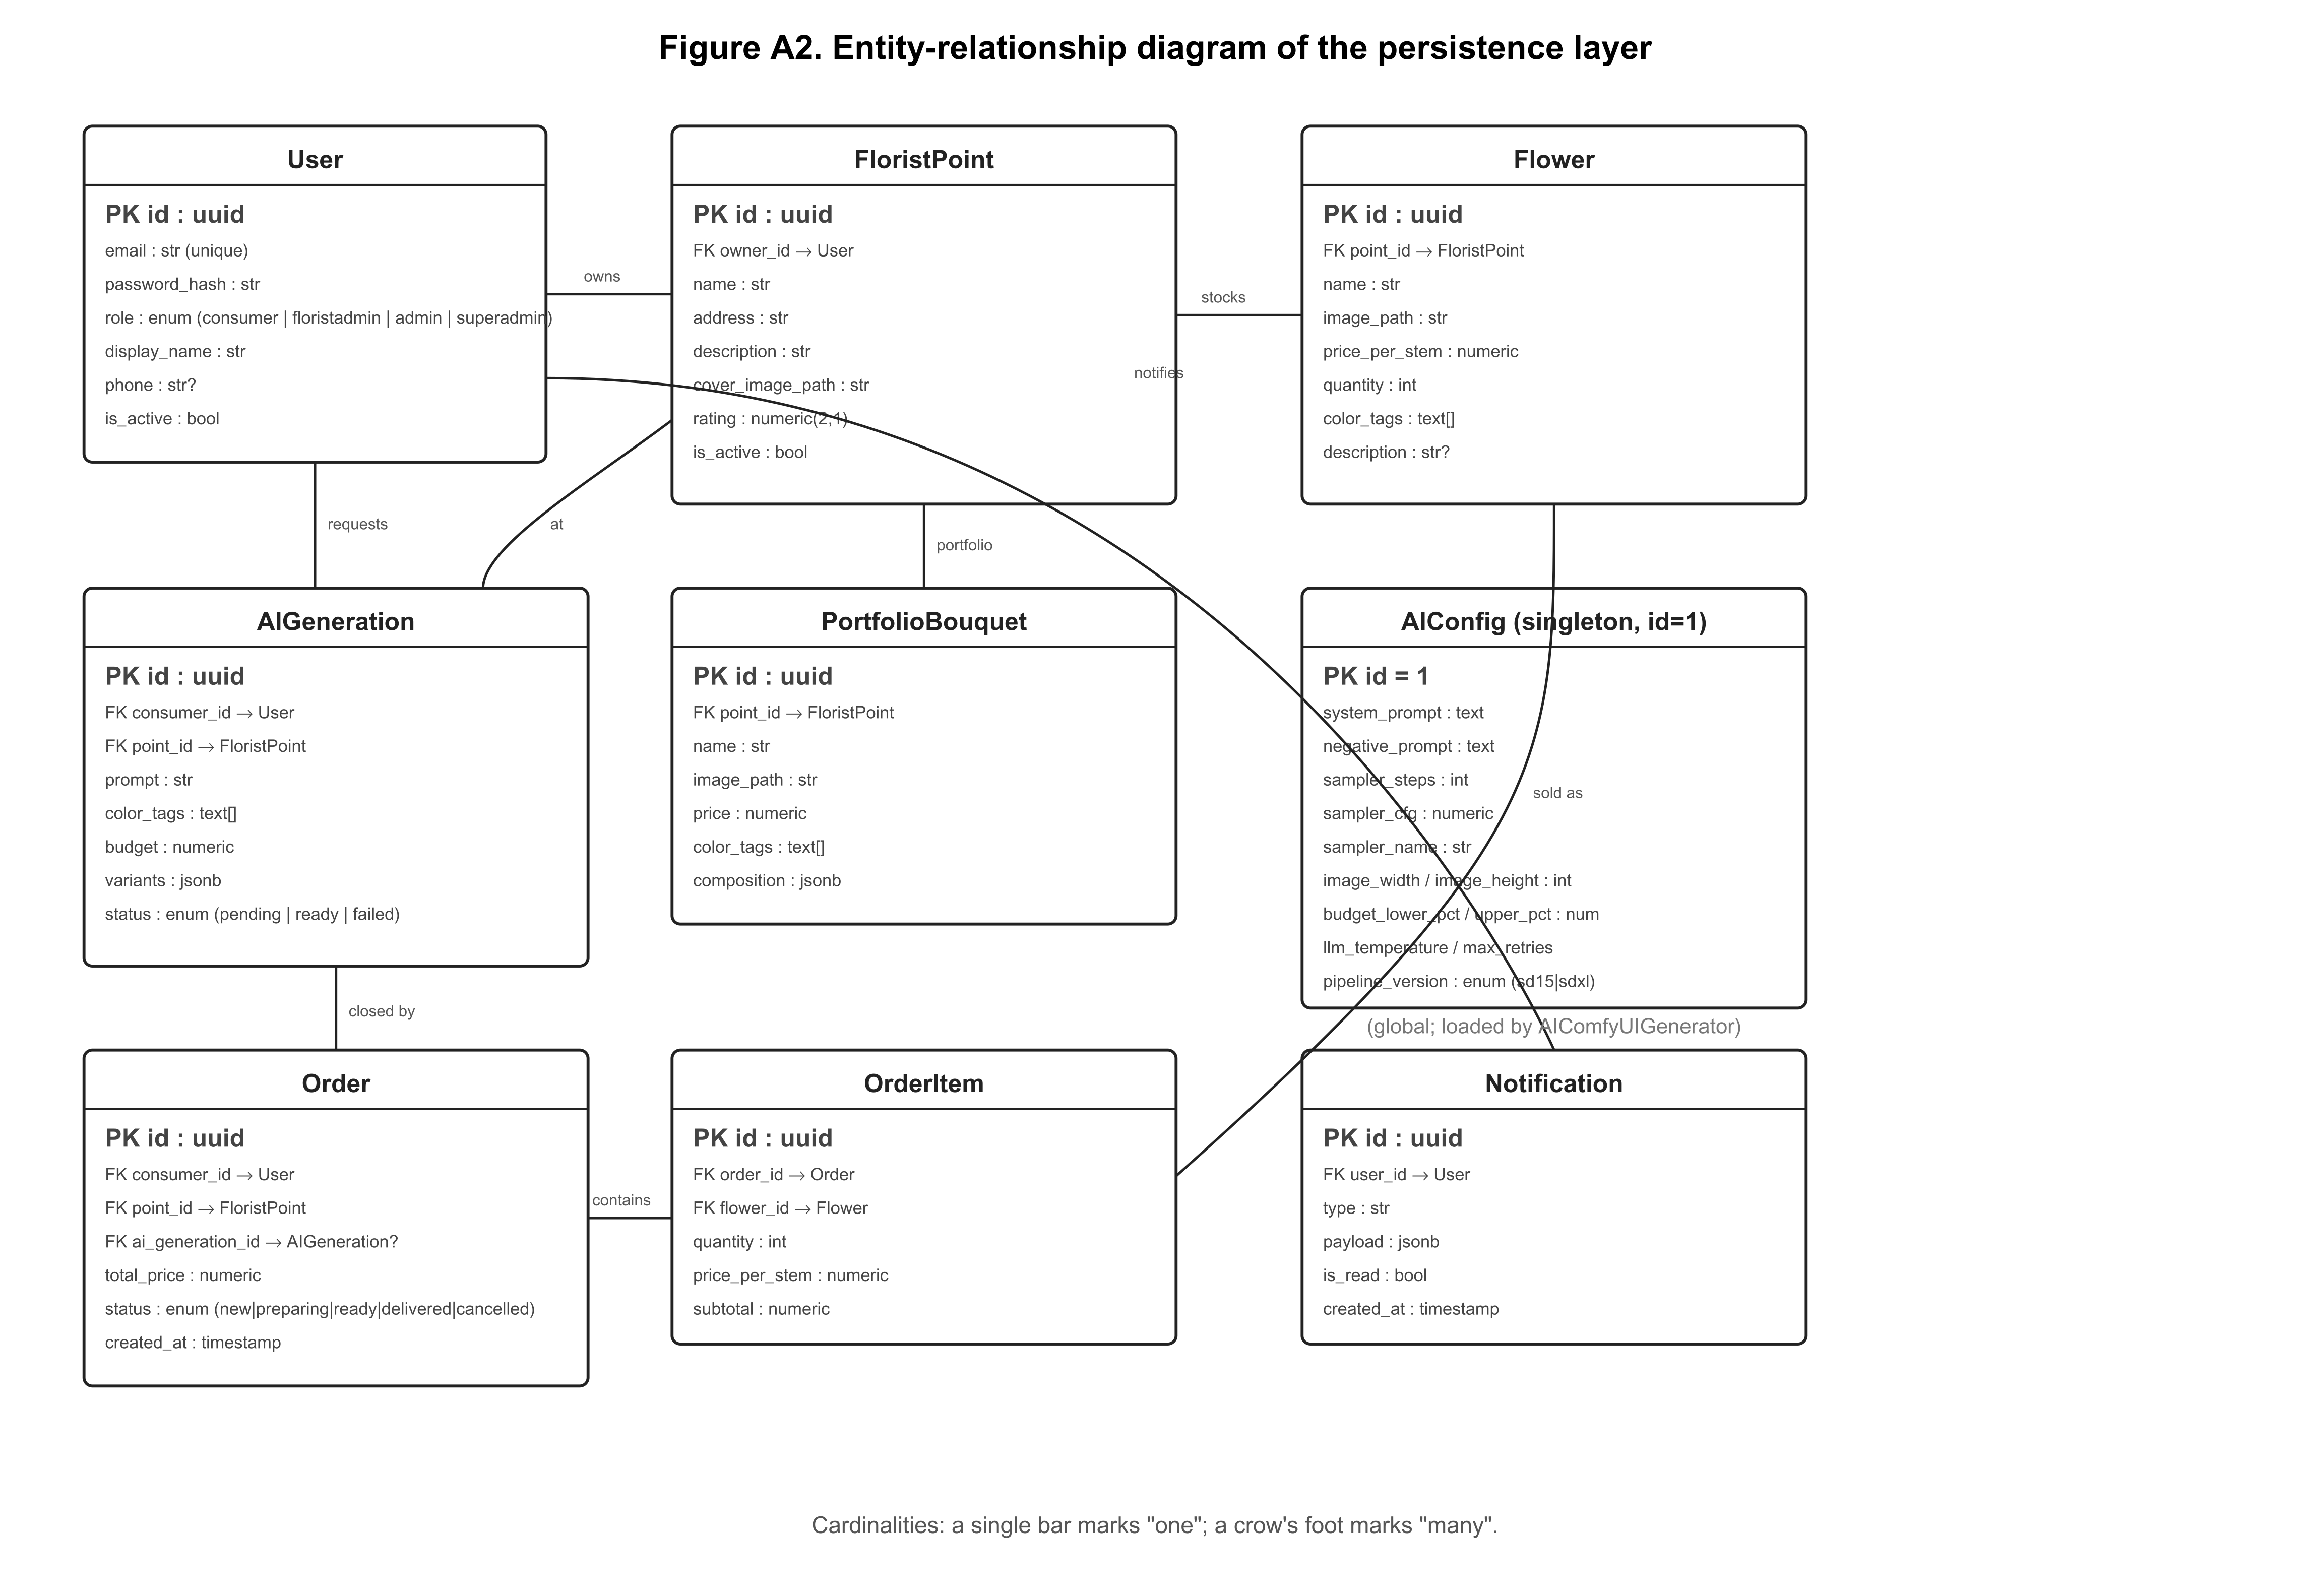 Figure A2. Entity-relationship diagram of the persistence layer
User
PK id : uuid
email : str (unique)
password_hash : str
role : enum (consumer | floristadmin | admin | superadmin)
display_name : str
phone : str?
is_active : bool
owns
FloristPoint
PK id : uuid
FK owner_id → User
name : str
address : str
description : str
cover_image_path : str
rating : numeric(2,1)
is_active : bool
stocks
notifies
Flower
PK id : uuid
FK point_id → FloristPoint
name : str
image_path : str
price_per_stem : numeric
quantity : int
color_tags : text[]
description : str?
requests
at
portfolio
AIGeneration
PK id : uuid
FK consumer_id → User
FK point_id → FloristPoint
prompt : str
color_tags : text[]
budget : numeric
variants : jsonb
status : enum (pending | ready | failed)
PortfolioBouquet
PK id : uuid
FK point_id → FloristPoint
name : str
image_path : str
price : numeric
color_tags : text[]
composition : jsonb
AIConfig (singleton, id=1)
PK id = 1
system_prompt : text
negative_prompt : text
sampler_steps : int
sampler_cfg : numeric
sampler_name : str
image_width / image_height : int
budget_lower_pct / upper_pct : num
llm_temperature / max_retries
pipeline_version : enum (sd15|sdxl)
sold as
(global; loaded by AIComfyUIGenerator)
closed by
Order
PK id : uuid
FK consumer_id → User
FK point_id → FloristPoint
FK ai_generation_id → AIGeneration?
total_price : numeric
status : enum (new|preparing|ready|delivered|cancelled)
created_at : timestamp
contains
OrderItem
PK id : uuid
FK order_id → Order
FK flower_id → Flower
quantity : int
price_per_stem : numeric
subtotal : numeric
Notification
PK id : uuid
FK user_id → User
type : str
payload : jsonb
is_read : bool
created_at : timestamp
Cardinalities: a single bar marks "one"; a crow's foot marks "many".